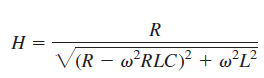 H = R / √((R − ω²RLC)² + ω²L²)